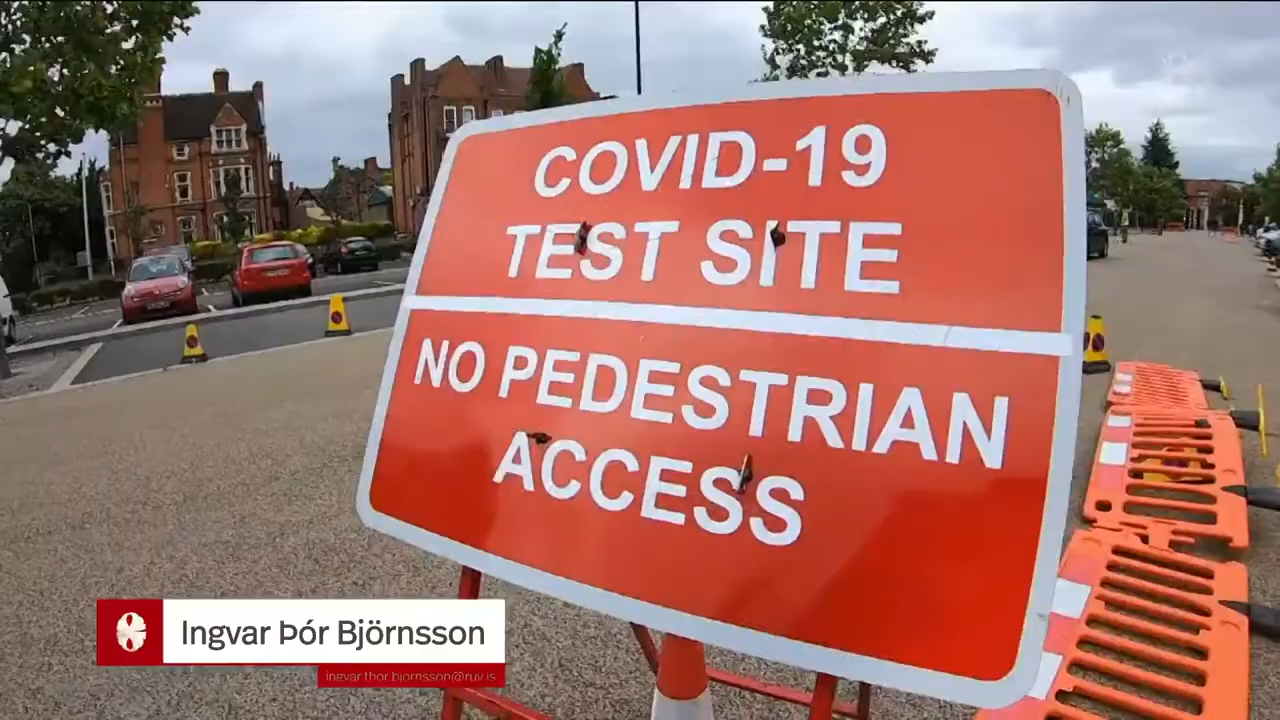 COVID-19
TEST SITE
NO PEDESTRIAN
ACCESS
Ingvar Þór Björnsson
ingvar.thor.bjornsson@ruv.is